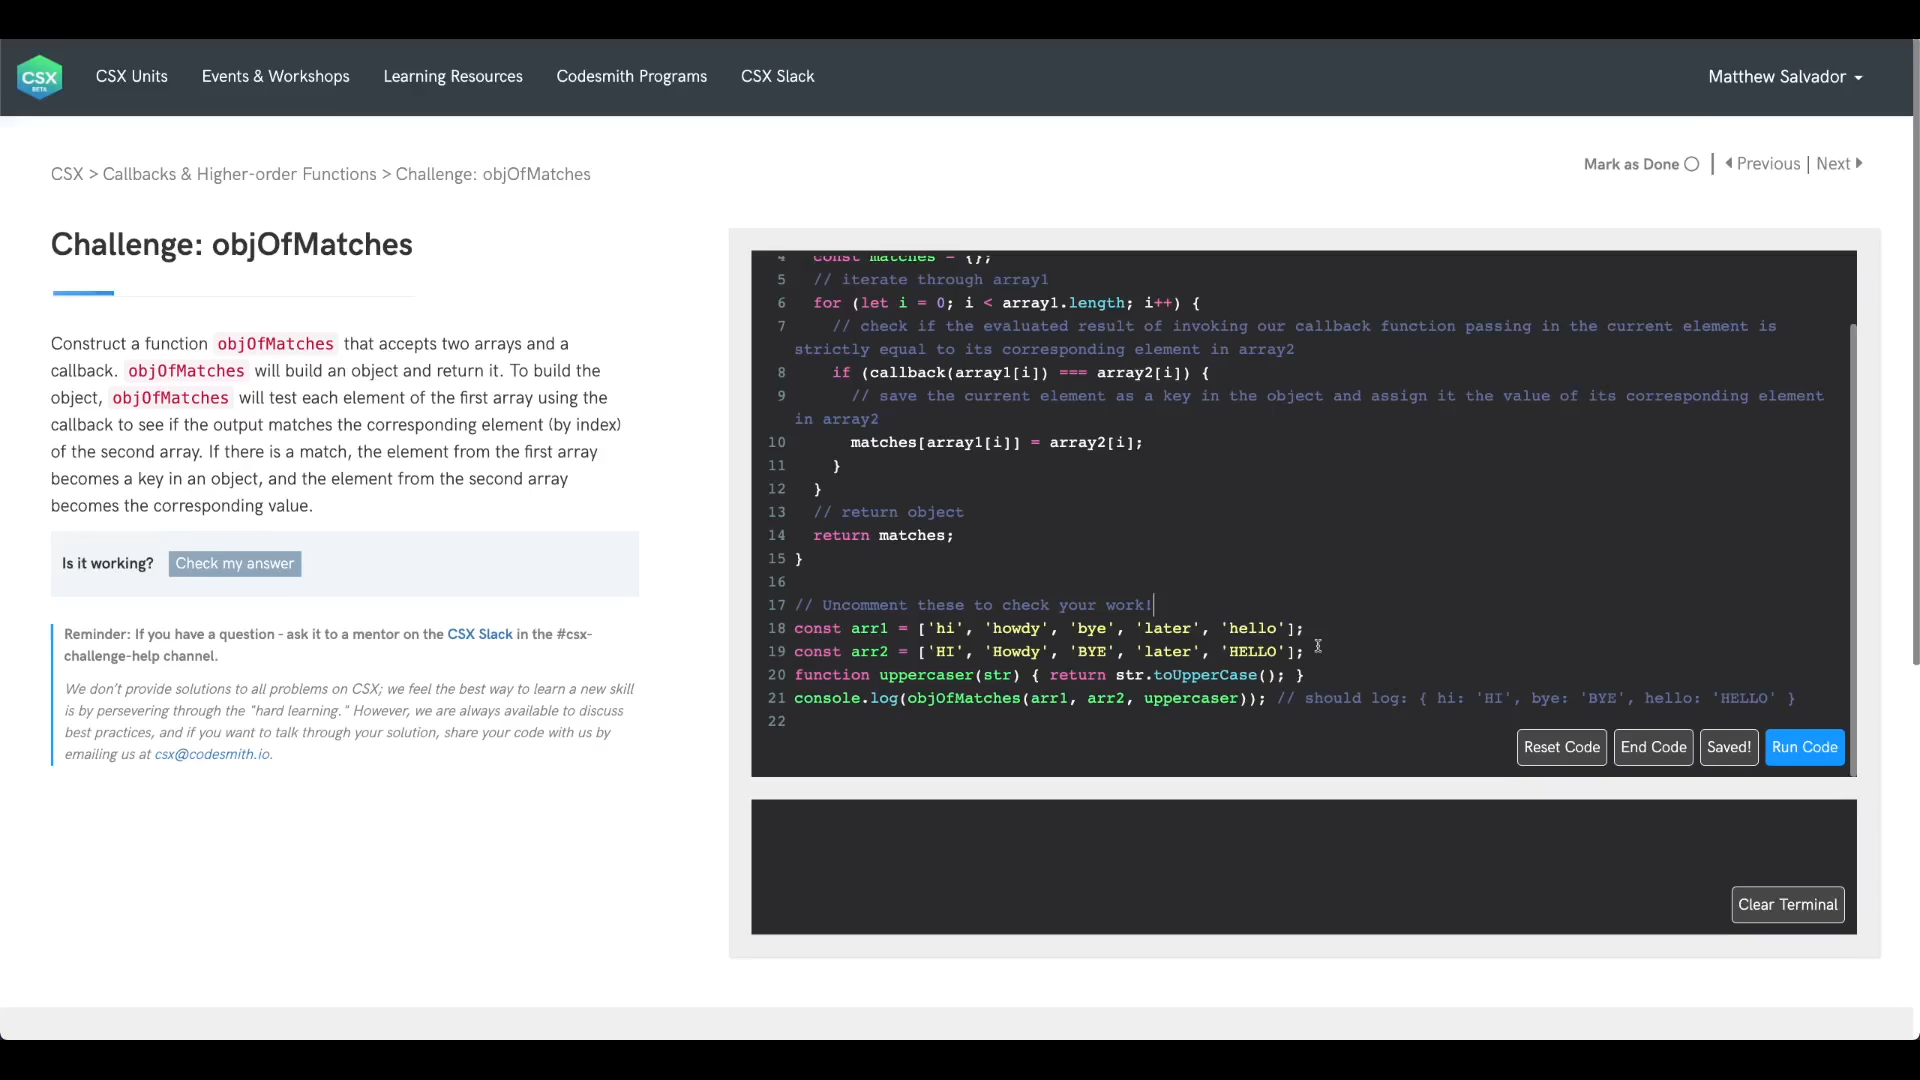 CSX
BETA
CSX Units
Events & Workshops
Learning Resources
Codesmith Programs
CSX Slack
Matthew Salvador
CSX > Callbacks & Higher-order Functions > Challenge: objOfMatches
Mark as Done
Previous | Next
Challenge: objOfMatches
Construct a function objOfMatches that accepts two arrays and a
callback. objOfMatches will build an object and return it. To build the
object, objOfMatches will test each element of the first array using the
callback to see if the output matches the corresponding element (by index)
of the second array. If there is a match, the element from the first array
becomes a key in an object, and the element from the second array
becomes the corresponding value.
Is it working? Check my answer
Reminder: If you have a question - ask it to a mentor on the CSX Slack in the #csx-
challenge-help channel.
We don't provide solutions to all problems on CSX; we feel the best way to learn a new skill
is by persevering through the "hard learning." However, we are always available to discuss
best practices, and if you want to talk through your solution, share your code with us by
emailing us at csx@codesmith.io.
4 const matches = {};
5 // iterate through array1
6 for (let i = 0; i < array1.length; i++) {
7 // check if the evaluated result of invoking our callback function passing in the current element is
strictly equal to its corresponding element in array2
8 if (callback(array1[i]) === array2[i]) {
9 // save the current element as a key in the object and assign it the value of its corresponding element
in array2
10 matches[array1[i]] = array2[i];
11 }
12 }
13 // return object
14 return matches;
15 }
16
17 // Uncomment these to check your work!
18 const arr1 = ['hi', 'howdy', 'bye', 'later', 'hello'];
19 const arr2 = ['HI', 'Howdy', 'BYE', 'later', 'HELLO'];
20 function uppercaser(str) { return str.toUpperCase(); }
21 console.log(objOfMatches(arr1, arr2, uppercaser)); // should log: { hi: 'HI', bye: 'BYE', hello: 'HELLO' }
22
Reset Code
End Code
Saved!
Run Code
Clear Terminal